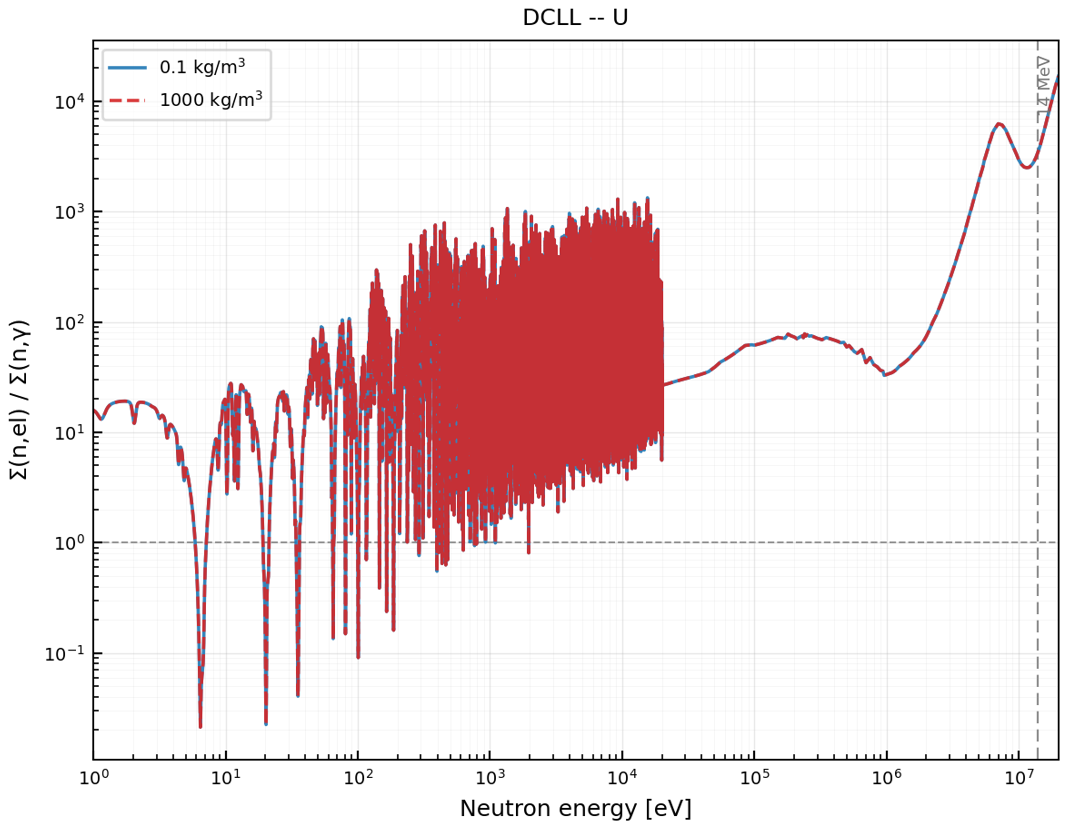 DCLL -- U
0.1 kg/m³
1000 kg/m³
14 MeV
Σ(n,el) / Σ(n,γ)
10⁴
10³
10²
10¹
10⁰
10⁻¹
10⁰ 10¹ 10² 10³ 10⁴ 10⁵ 10⁶ 10⁷
Neutron energy [eV]